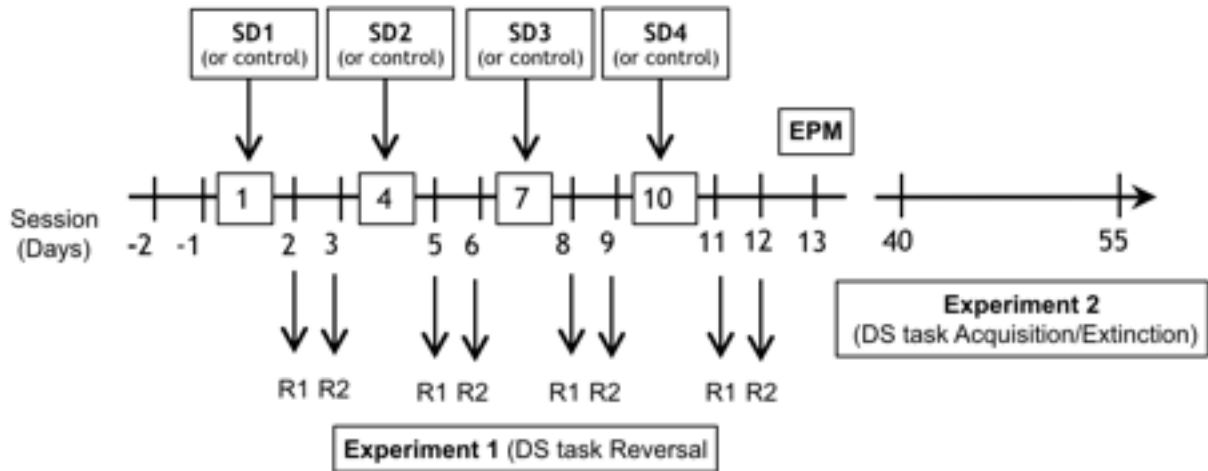 SD1
(or control)
SD2
(or control)
SD3
(or control)
SD4
(or control)
EPM
1
4
7
10
Session
(Days)
-2 -1 2 3 5 6 8 9 11 12 13 40 55
Experiment 2
(DS task Acquisition/Extinction)
R1 R2 R1 R2 R1 R2 R1 R2
Experiment 1 (DS task Reversal